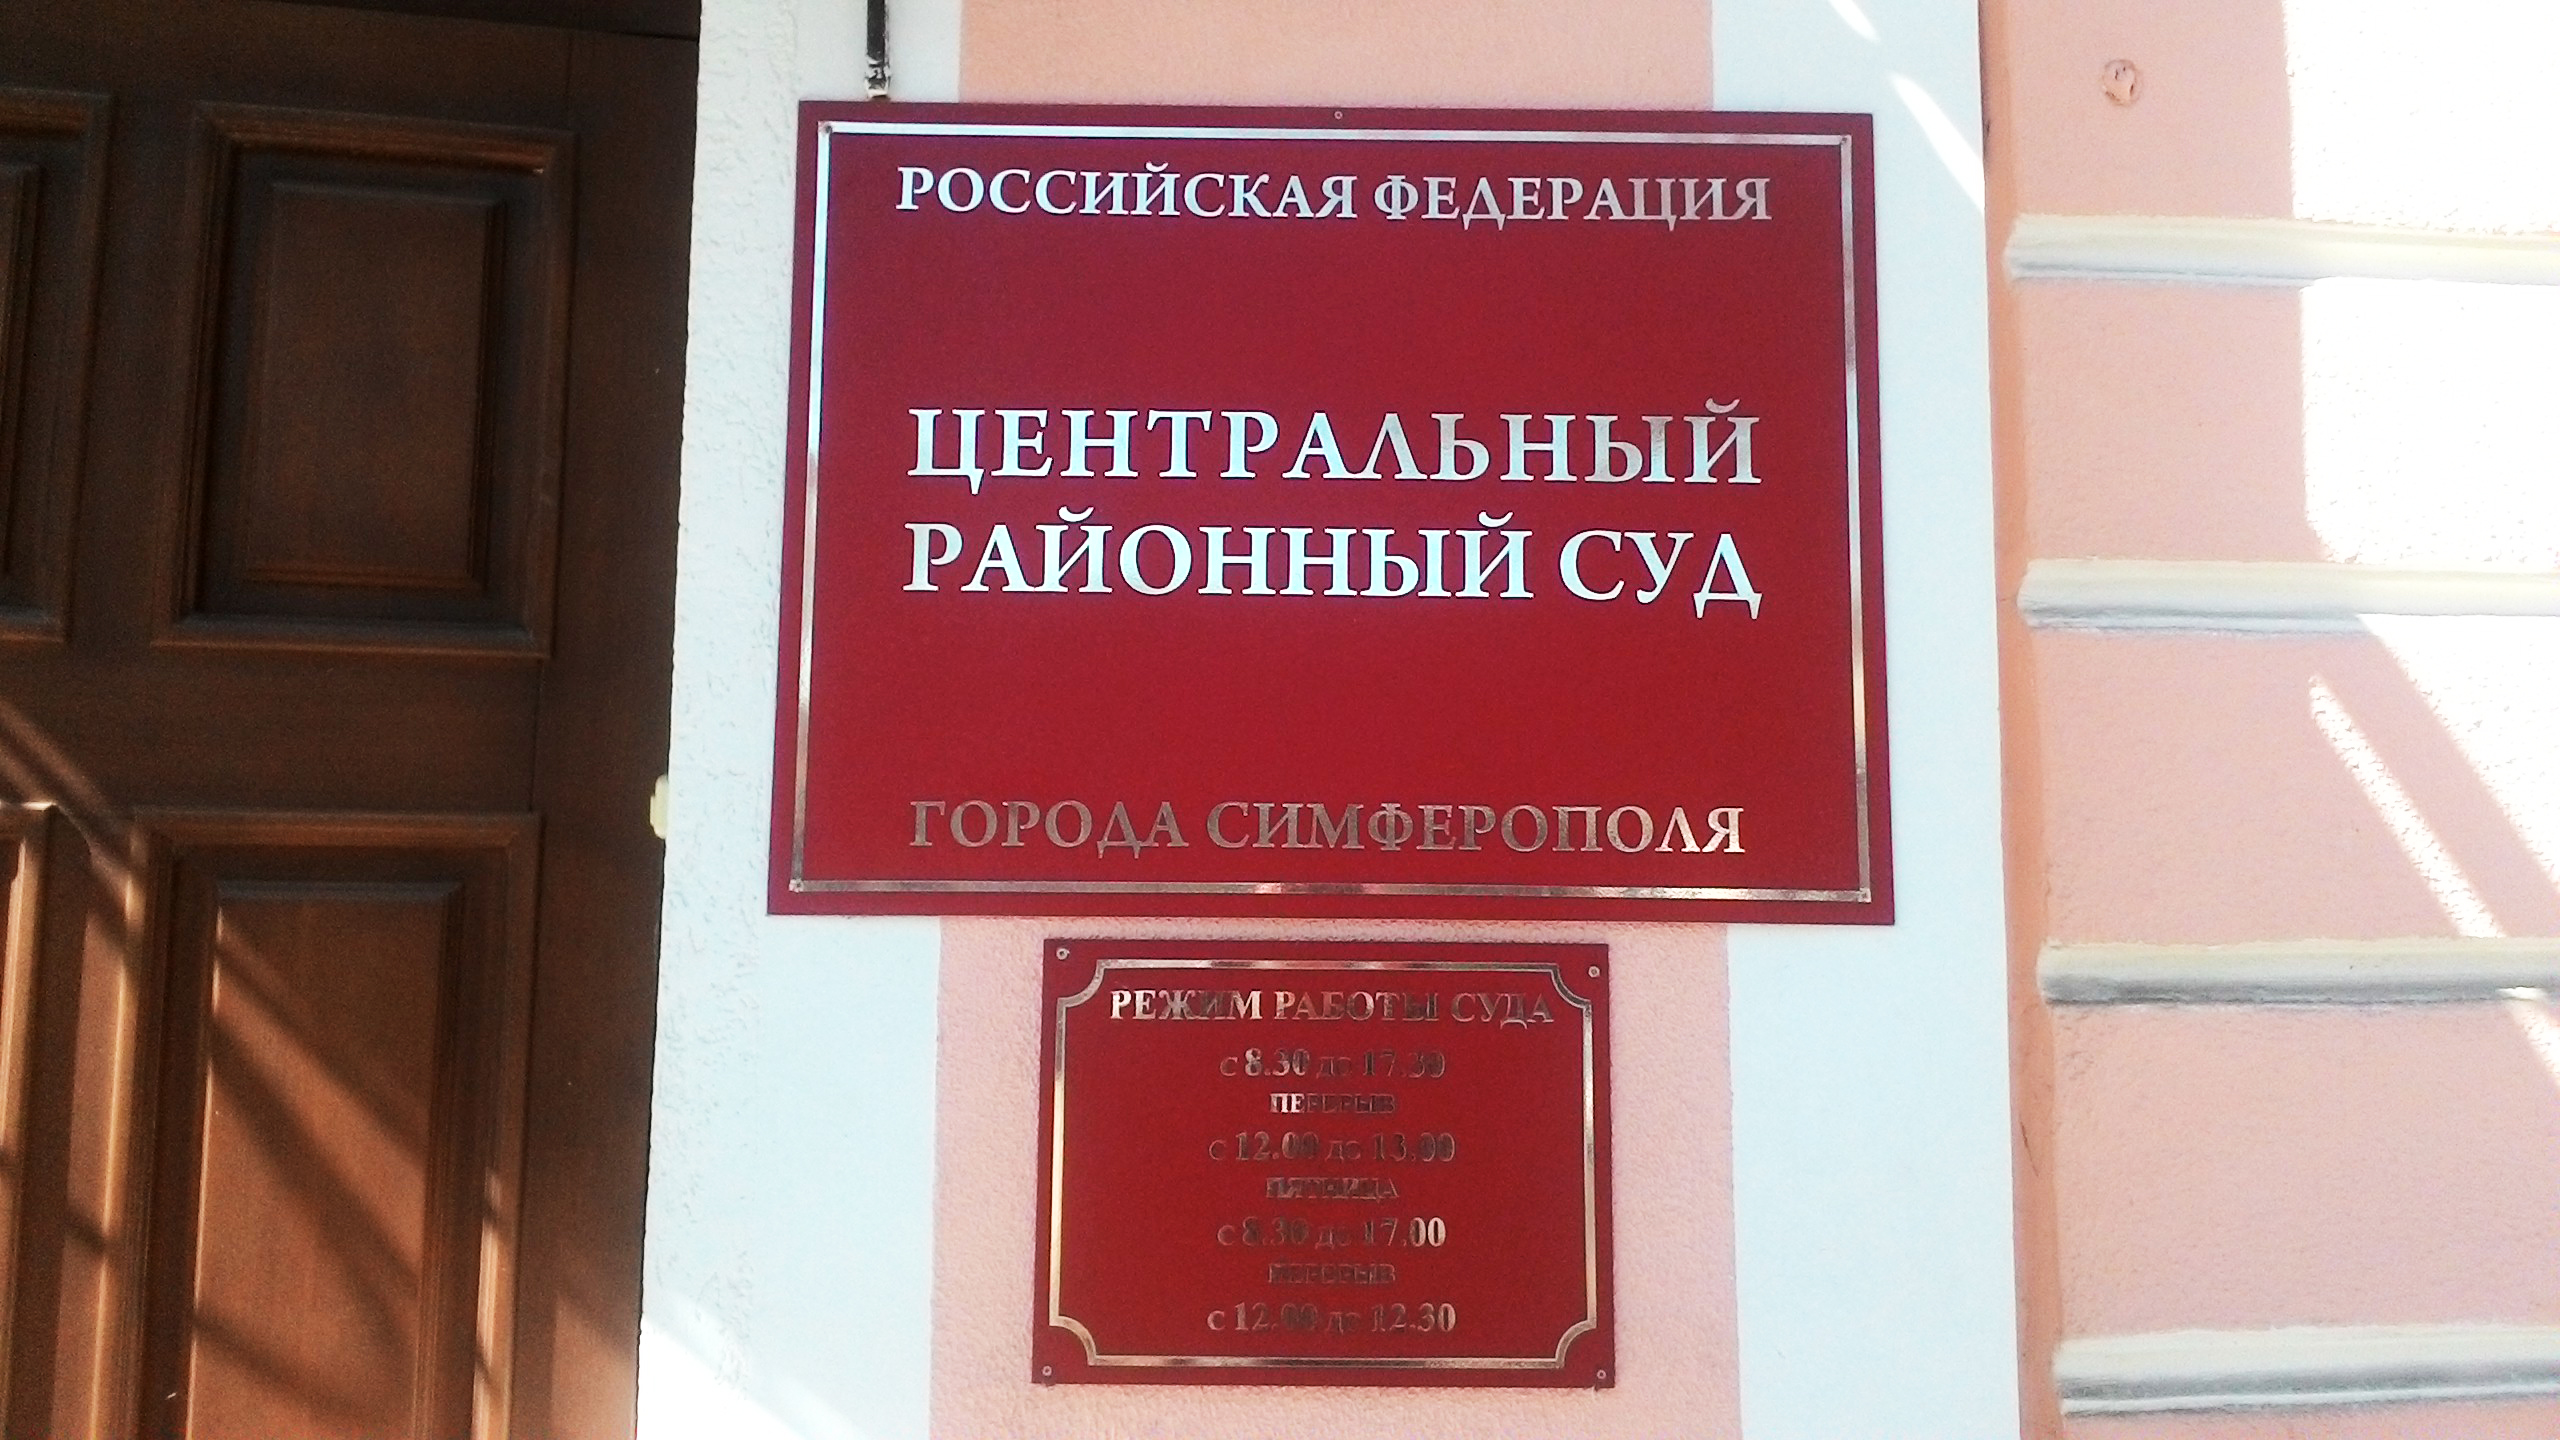 РОССИЙСКАЯ ФЕДЕРАЦИЯ
ЦЕНТРАЛЬНЫЙ
РАЙОННЫЙ СУД
ГОРОДА СИМФЕРОПОЛЯ
РЕЖИМ РАБОТЫ СУДА
с 8.30 до 17.30
ПЕРЕРЫВ
с 12.00 до 13.00
ПЯТНИЦА
с 8.30 до 17.00
ПЕРЕРЫВ
с 12.00 до 12.30